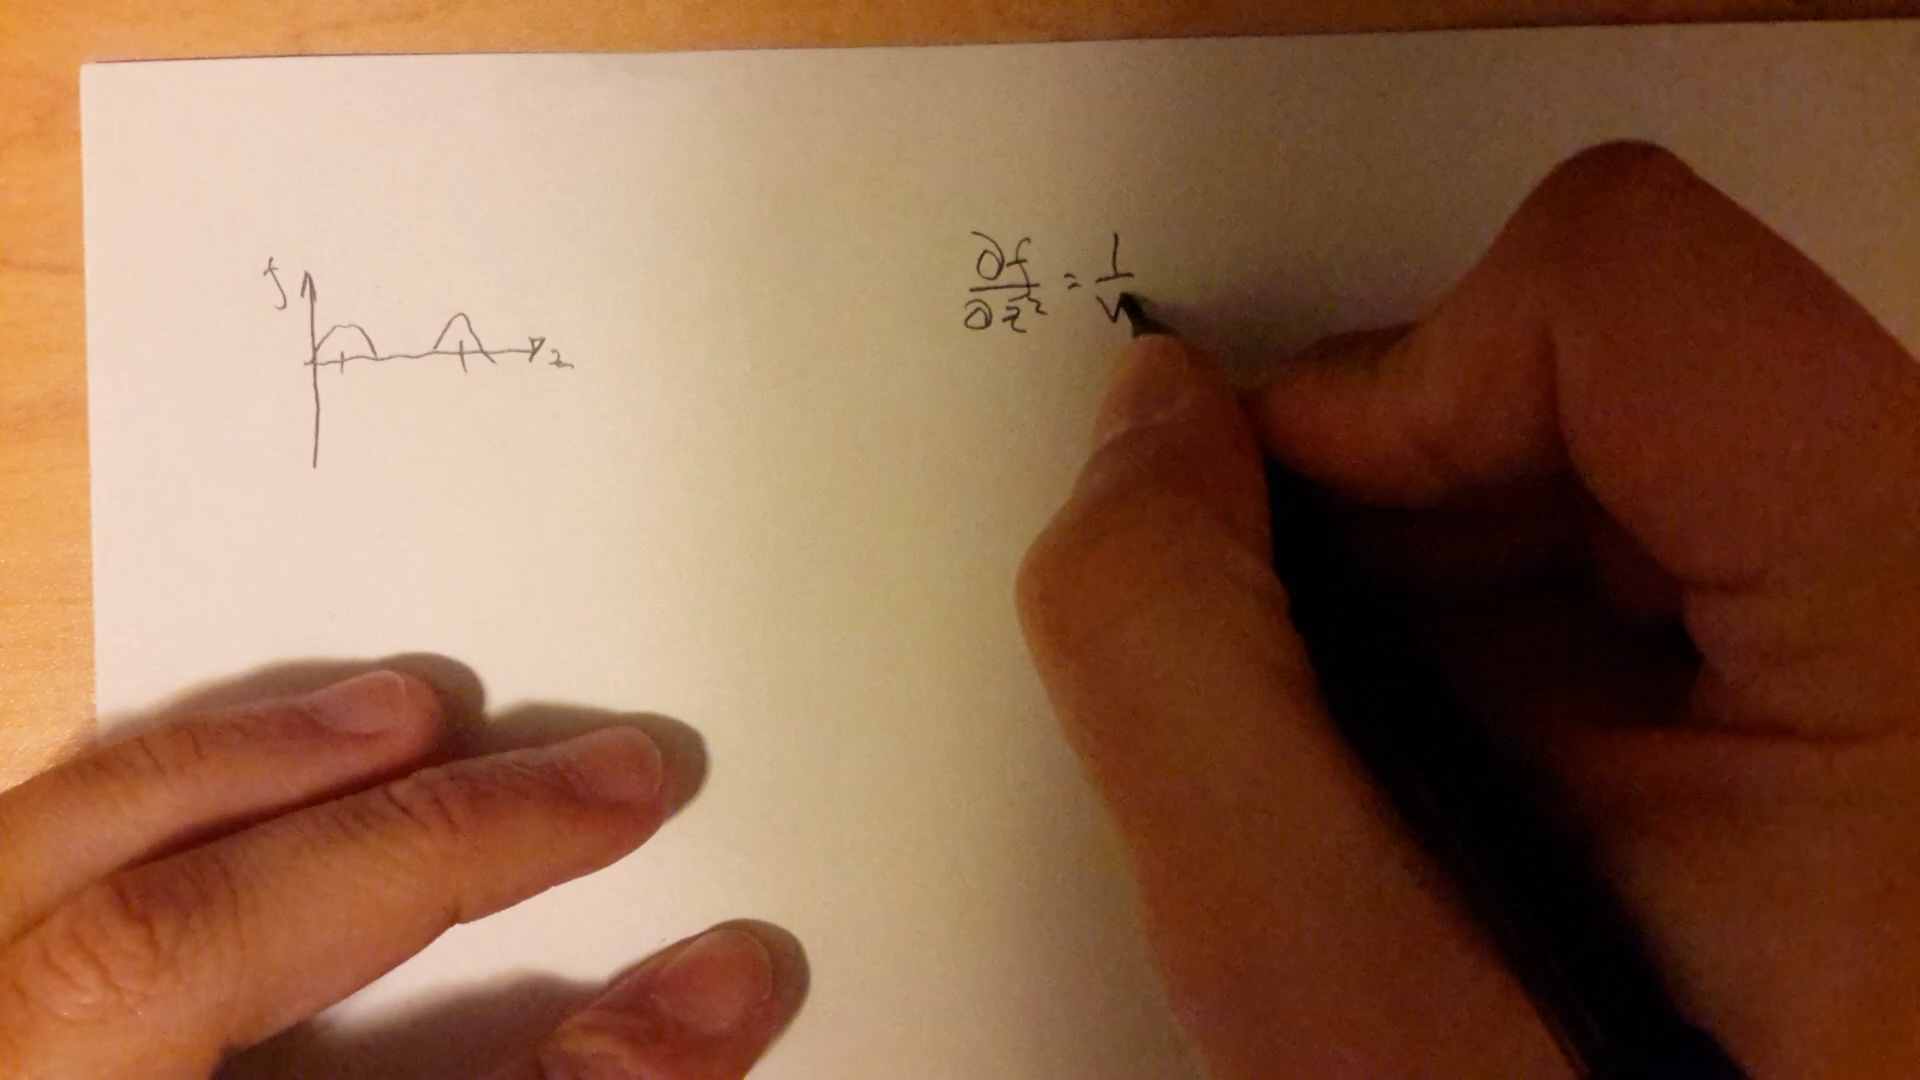 f
z
∂f/∂z² = 1/v